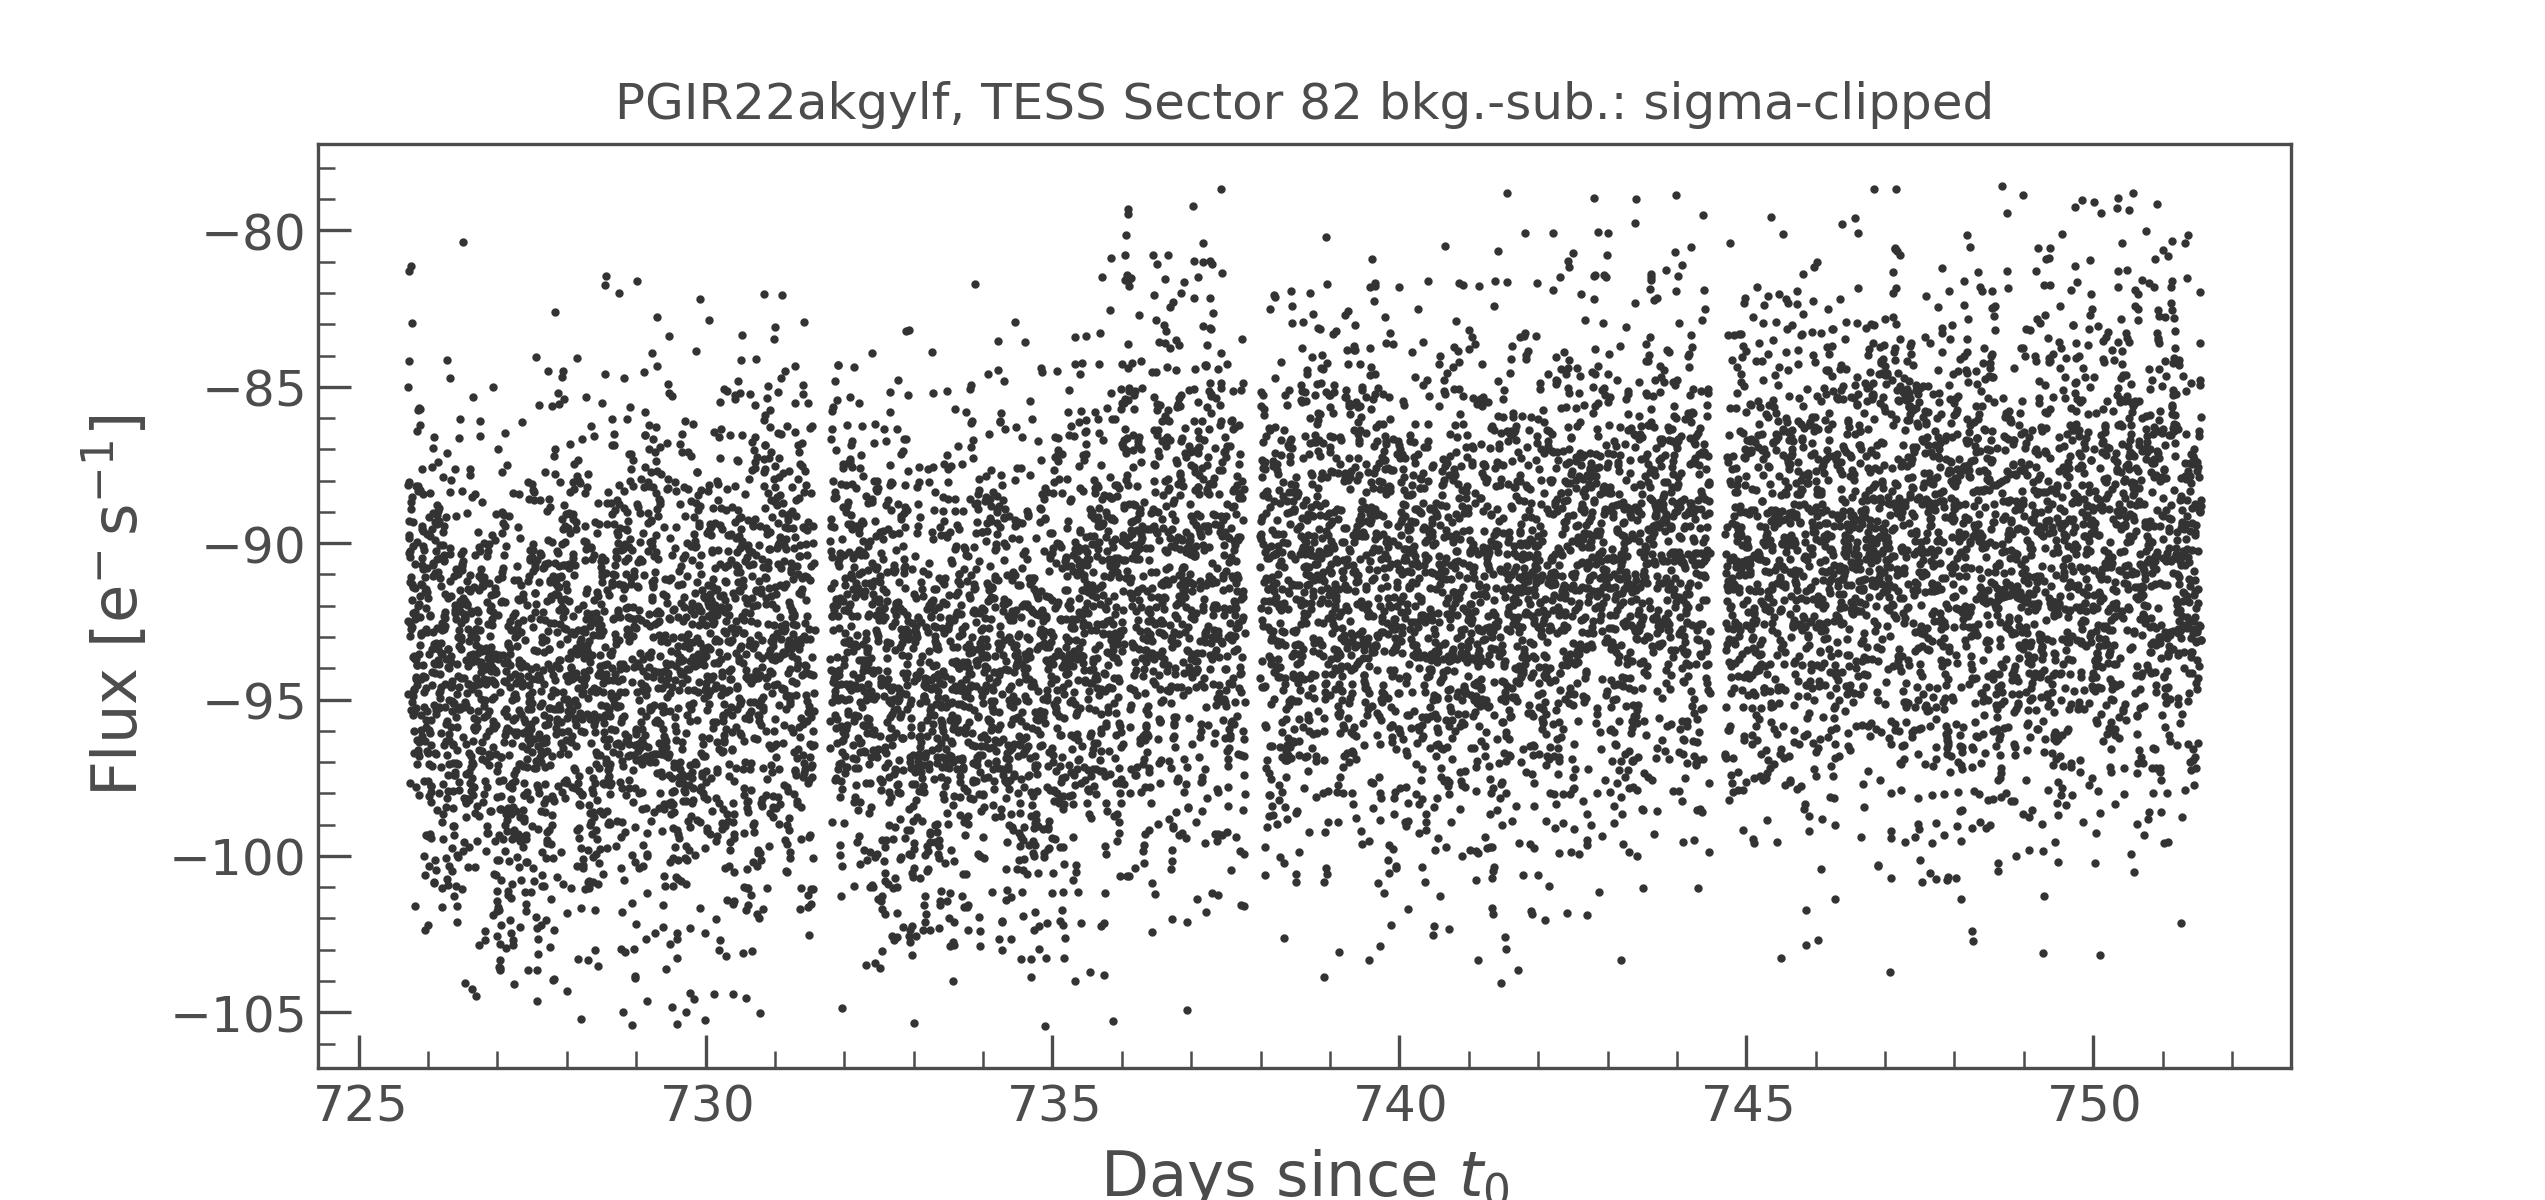 PGIR22akgylf, TESS Sector 82 bkg.-sub.: sigma-clipped
Flux [e⁻ s⁻¹]
−80
−85
−90
−95
−100
−105
725 730 735 740 745 750
Days since t₀